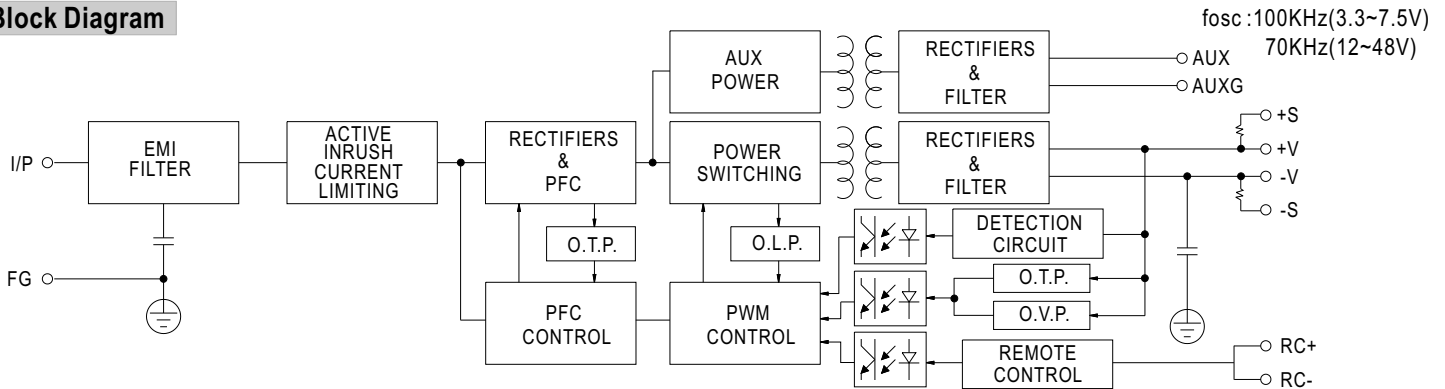 Block Diagram
fosc :100KHz(3.3~7.5V)
70KHz(12~48V)
AUX
POWER
RECTIFIERS
&
FILTER
AUX
AUXG
I/P
EMI
FILTER
ACTIVE
INRUSH
CURRENT
LIMITING
RECTIFIERS
&
PFC
POWER
SWITCHING
RECTIFIERS
&
FILTER
+S
+V
-V
-S
O.T.P.
O.L.P.
DETECTION
CIRCUIT
FG
PFC
CONTROL
PWM
CONTROL
O.T.P.
O.V.P.
REMOTE
CONTROL
RC+
RC-